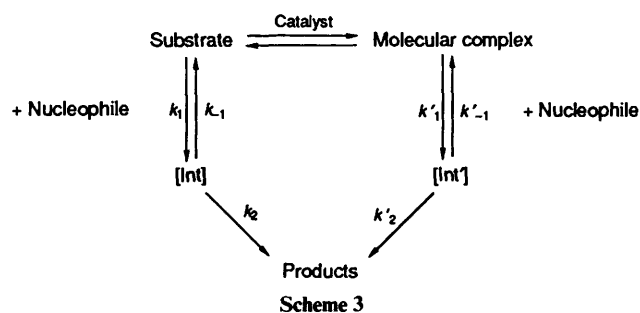 Catalyst
Substrate Molecular complex
+ Nucleophile k₁ k₋₁ k'₁ k'₋₁ + Nucleophile
[Int] [Int']
k₂ k'₂
Products
Scheme 3